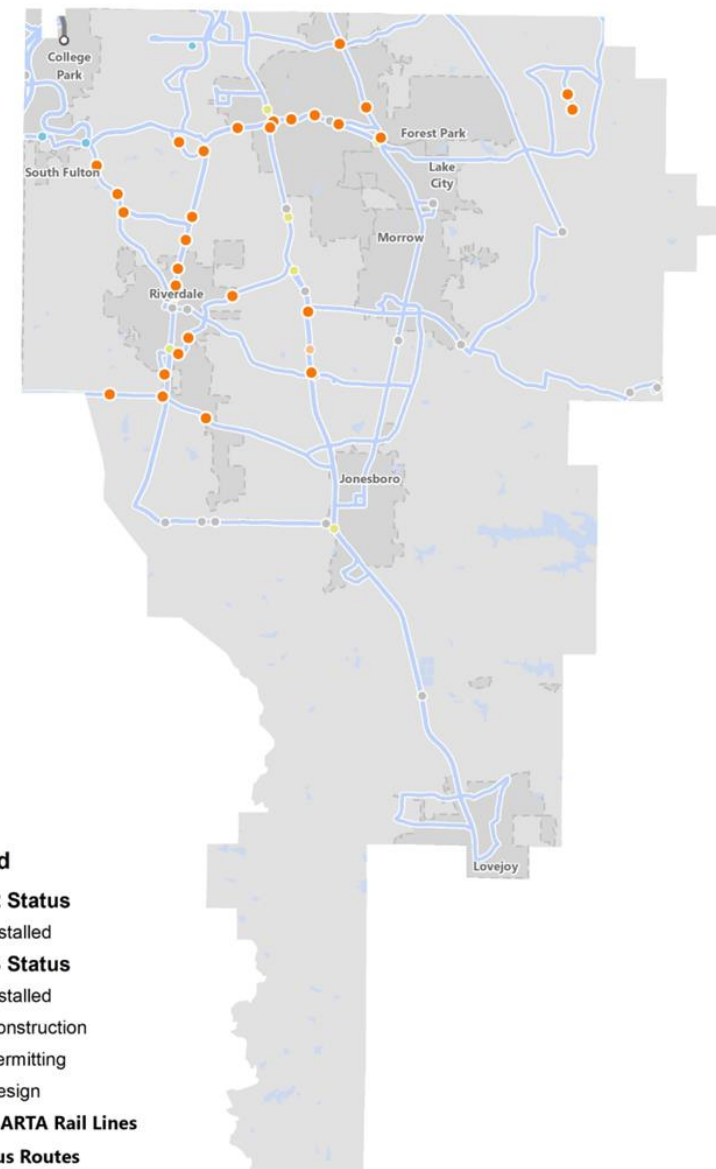 College
Park
Forest Park
South Fulton
Lake
City
Morrow
Riverdale
Jonesboro
Lovejoy
d
Status
stalled
Status
stalled
onstruction
ermitting
esign
ARTA Rail Lines
us Routes